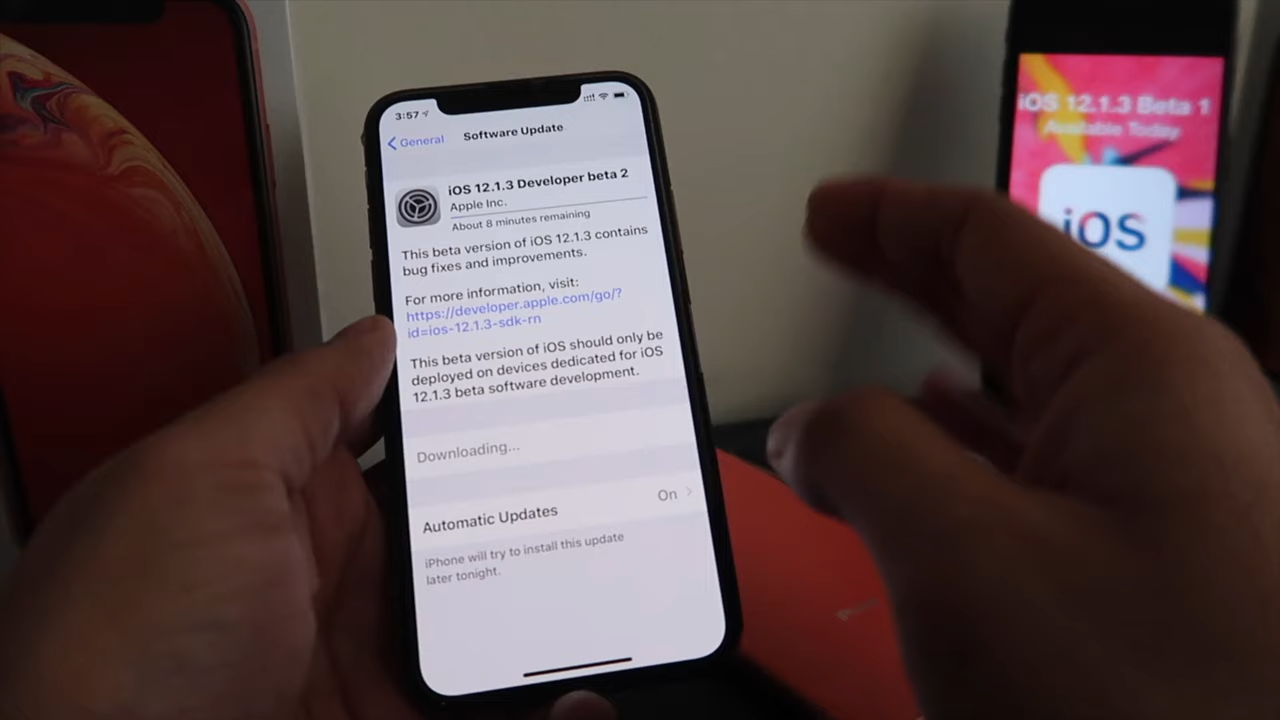 3:57
General
Software Update
iOS 12.1.3 Developer beta 2
Apple Inc.
About 8 minutes remaining
This beta version of iOS 12.1.3 contains
bug fixes and improvements.
For more information, visit:
https://developer.apple.com/go/?
id=ios-12.1.3-sdk-rn
This beta version of iOS should only be
deployed on devices dedicated for iOS
12.1.3 beta software development.
Downloading...
Automatic Updates On
iPhone will try to install this update
later tonight.
iOS 12.1.3 Beta 1
Available Today
iOS